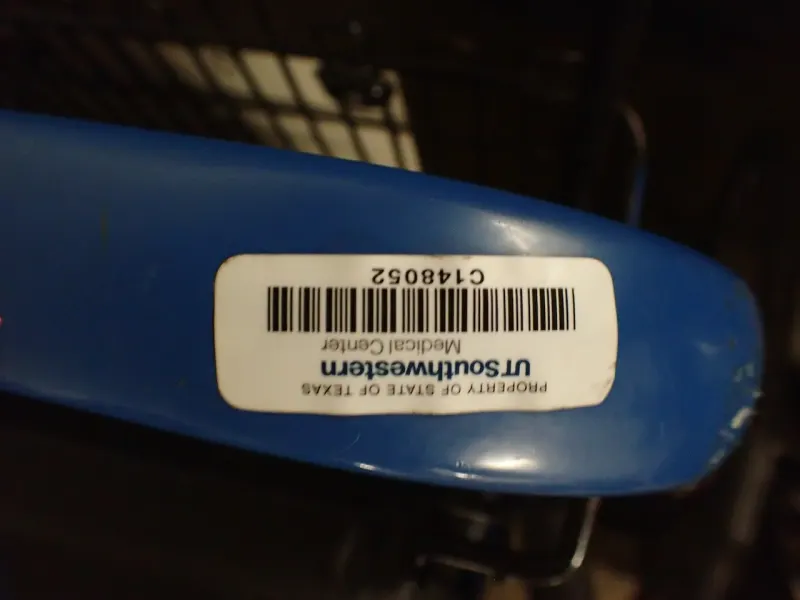 PROPERTY OF STATE OF TEXAS
UTSouthwestern
Medical Center
C148052